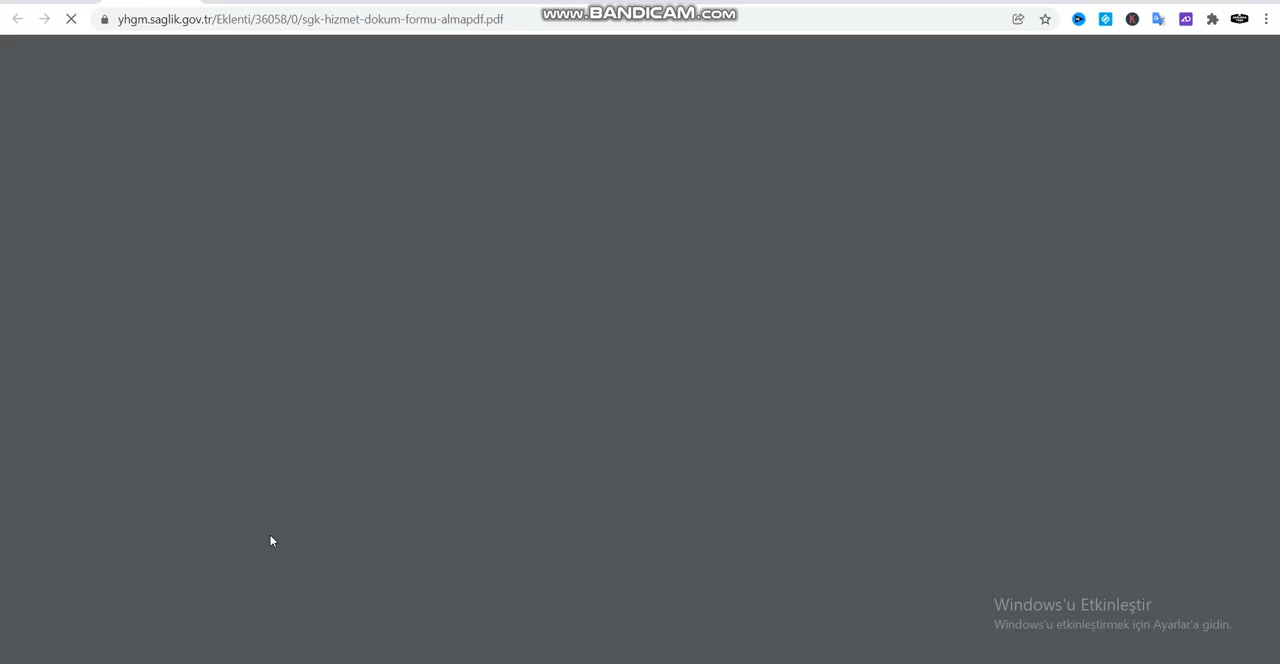 www.BANDICAM.com
yhgm.saglik.gov.tr/Eklenti/36058/0/sgk-hizmet-dokum-formu-almapdf.pdf
Windows'u Etkinleştir
Windows'u etkinleştirmek için Ayarlar'a gidin.